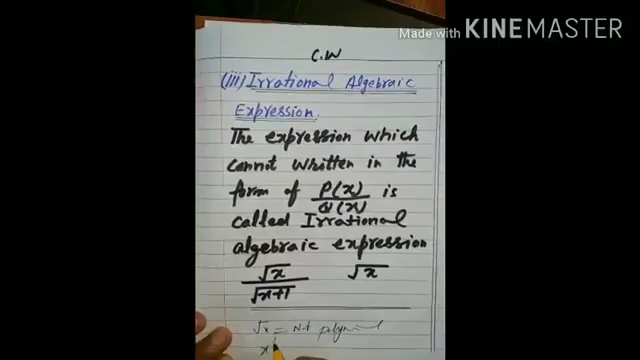 Made with KINEMASTER
C.W
(iii) Irrational Algebraic
Expression.
The expression which
cannot written in the
form of P(x)/Q(x) is
called Irrational
algebraic expression
√x/√x+1 √x
√x = Not polynomial
x